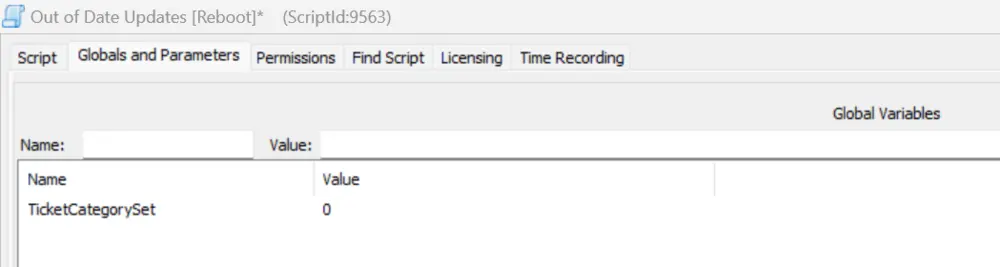 Out of Date Updates [Reboot]* (ScriptId:9563)
Script Globals and Parameters Permissions Find Script Licensing Time Recording
Global Variables
Name: Value:
Name Value
TicketCategorySet 0